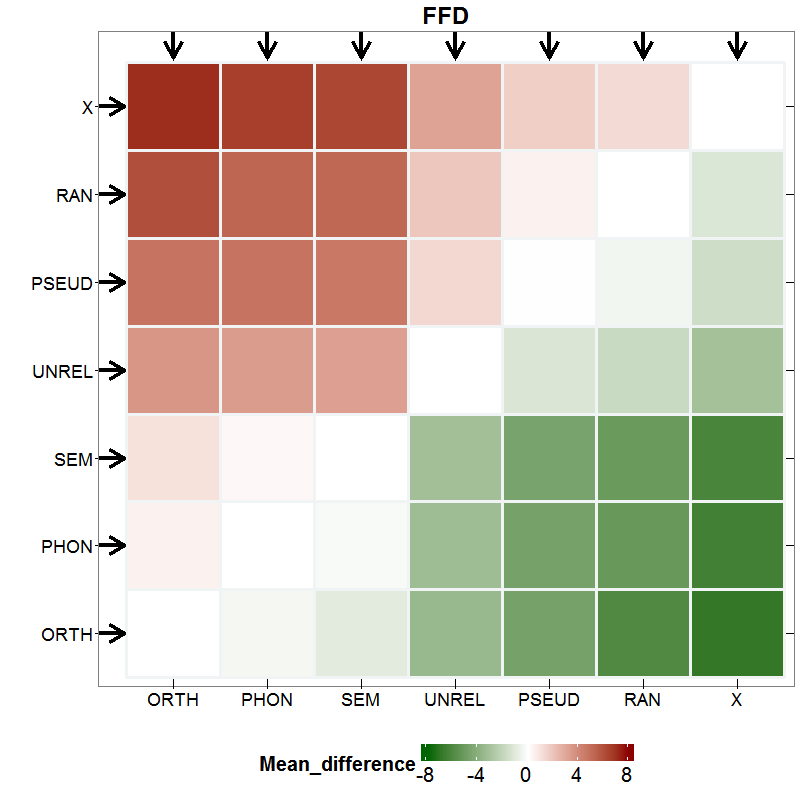 FFD
X
RAN
PSEUD
UNREL
SEM
PHON
ORTH
ORTH PHON SEM UNREL PSEUD RAN X
Mean_difference -8 -4 0 4 8